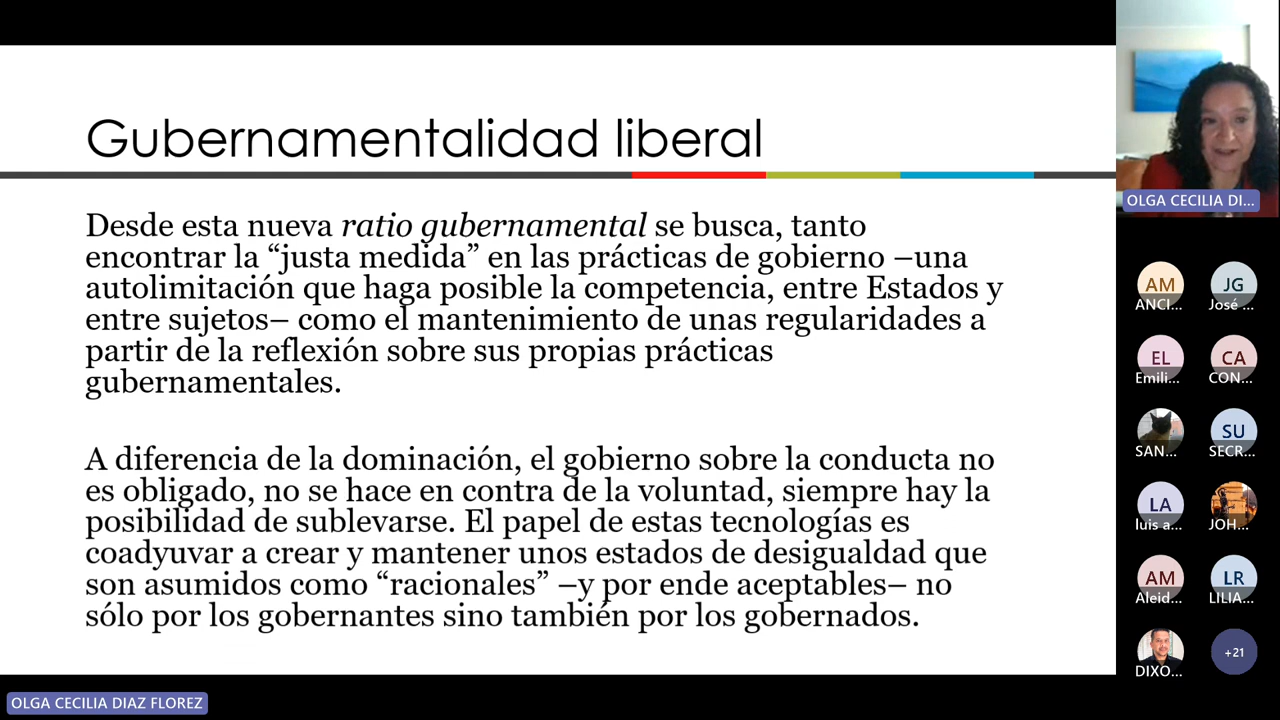 Gubernamentalidad liberal
Desde esta nueva ratio gubernamental se busca, tanto
encontrar la “justa medida” en las prácticas de gobierno –una
autolimitación que haga posible la competencia, entre Estados y
entre sujetos– como el mantenimiento de unas regularidades a
partir de la reflexión sobre sus propias prácticas
gubernamentales.
A diferencia de la dominación, el gobierno sobre la conducta no
es obligado, no se hace en contra de la voluntad, siempre hay la
posibilidad de sublevarse. El papel de estas tecnologías es
coadyuvar a crear y mantener unos estados de desigualdad que
son asumidos como “racionales” –y por ende aceptables– no
sólo por los gobernantes sino también por los gobernados.
OLGA CECILIA DIAZ FLOREZ
OLGA CECILIA DI...
AM
ANCI...
JG
José ...
EL
Emili...
CA
CON...
SAN...
SU
SECR...
LA
luis a...
JOH...
AM
Aleid...
LR
LILIA...
DIXO...
+21